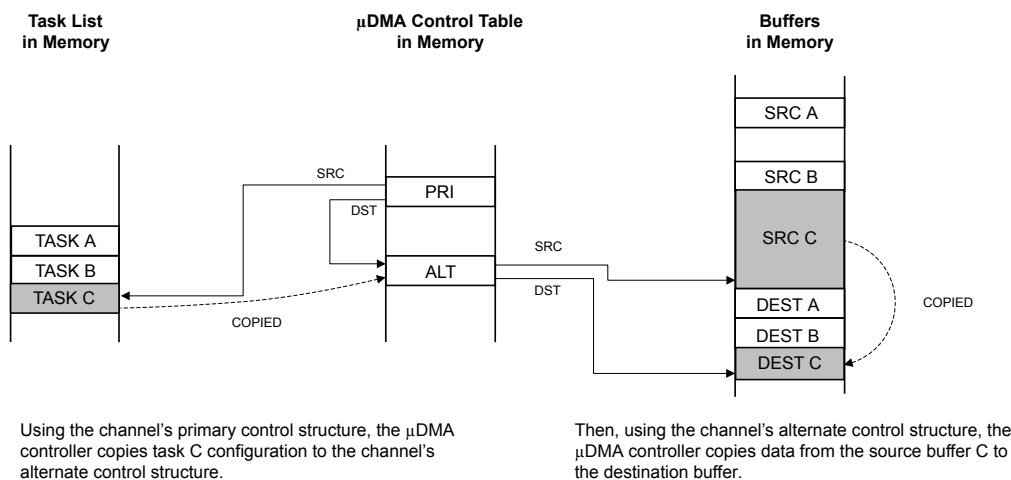 Task List
in Memory
µDMA Control Table
in Memory
Buffers
in Memory
SRC A
SRC B
SRC
PRI
DST
SRC C
TASK A
TASK B
TASK C
ALT
SRC
DST
COPIED
DEST A
DEST B
DEST C
COPIED
Using the channel's primary control structure, the µDMA
controller copies task C configuration to the channel's
alternate control structure.
Then, using the channel's alternate control structure, the
µDMA controller copies data from the source buffer C to
the destination buffer.